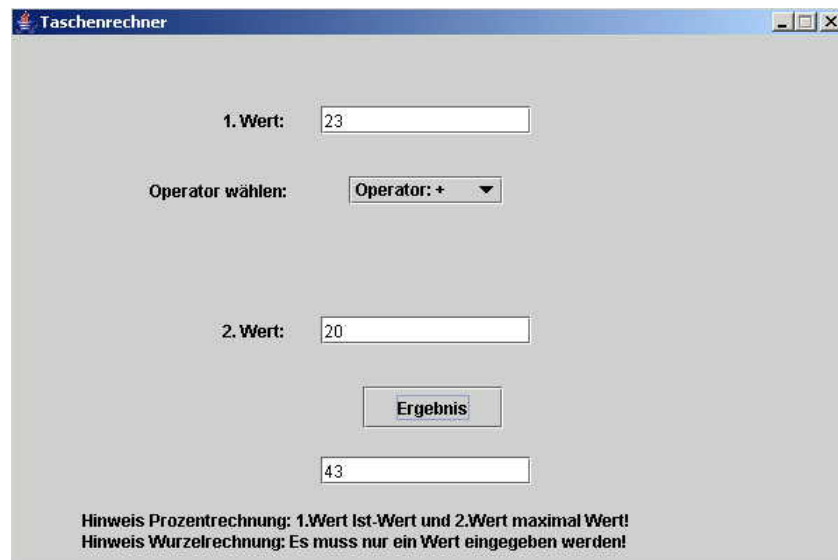 Taschenrechner
1. Wert: 23
Operator wählen: Operator: +
2. Wert: 20
Ergebnis
43
Hinweis Prozentrechnung: 1.Wert Ist-Wert und 2.Wert maximal Wert!
Hinweis Wurzelrechnung: Es muss nur ein Wert eingegeben werden!